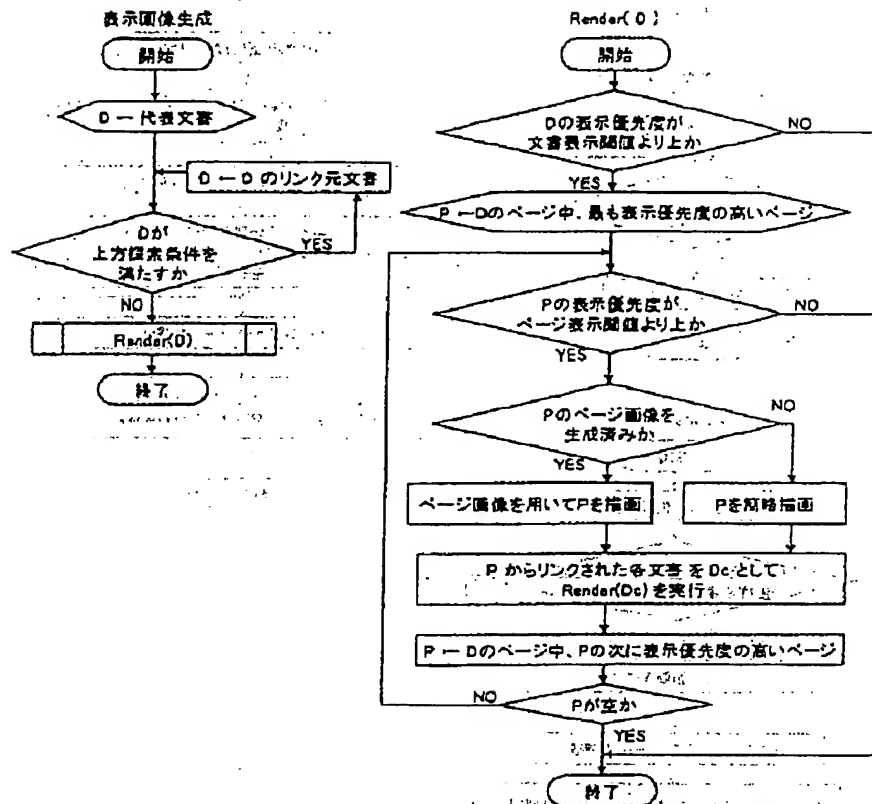 表示画像生成
開始
D ← 代表文書
D ← D のリンク元文書
Dが
上方探索条件を
満たすか
YES
NO
Render(D)
終了
Render( D )
開始
Dの表示優先度が
文書表示閾値より上か
NO
YES
P ←Dのページ中、最も表示優先度の高いページ
Pの表示優先度が
ページ表示閾値より上か
NO
YES
Pのページ画像を
生成済みか
NO
YES
ページ画像を用いてPを描画
Pを簡略描画
P からリンクされた各文書 を Dc として
Render(Dc) を実行
P ← Dのページ中、Pの次に表示優先度の高いページ
NO
Pが空か
YES
終了